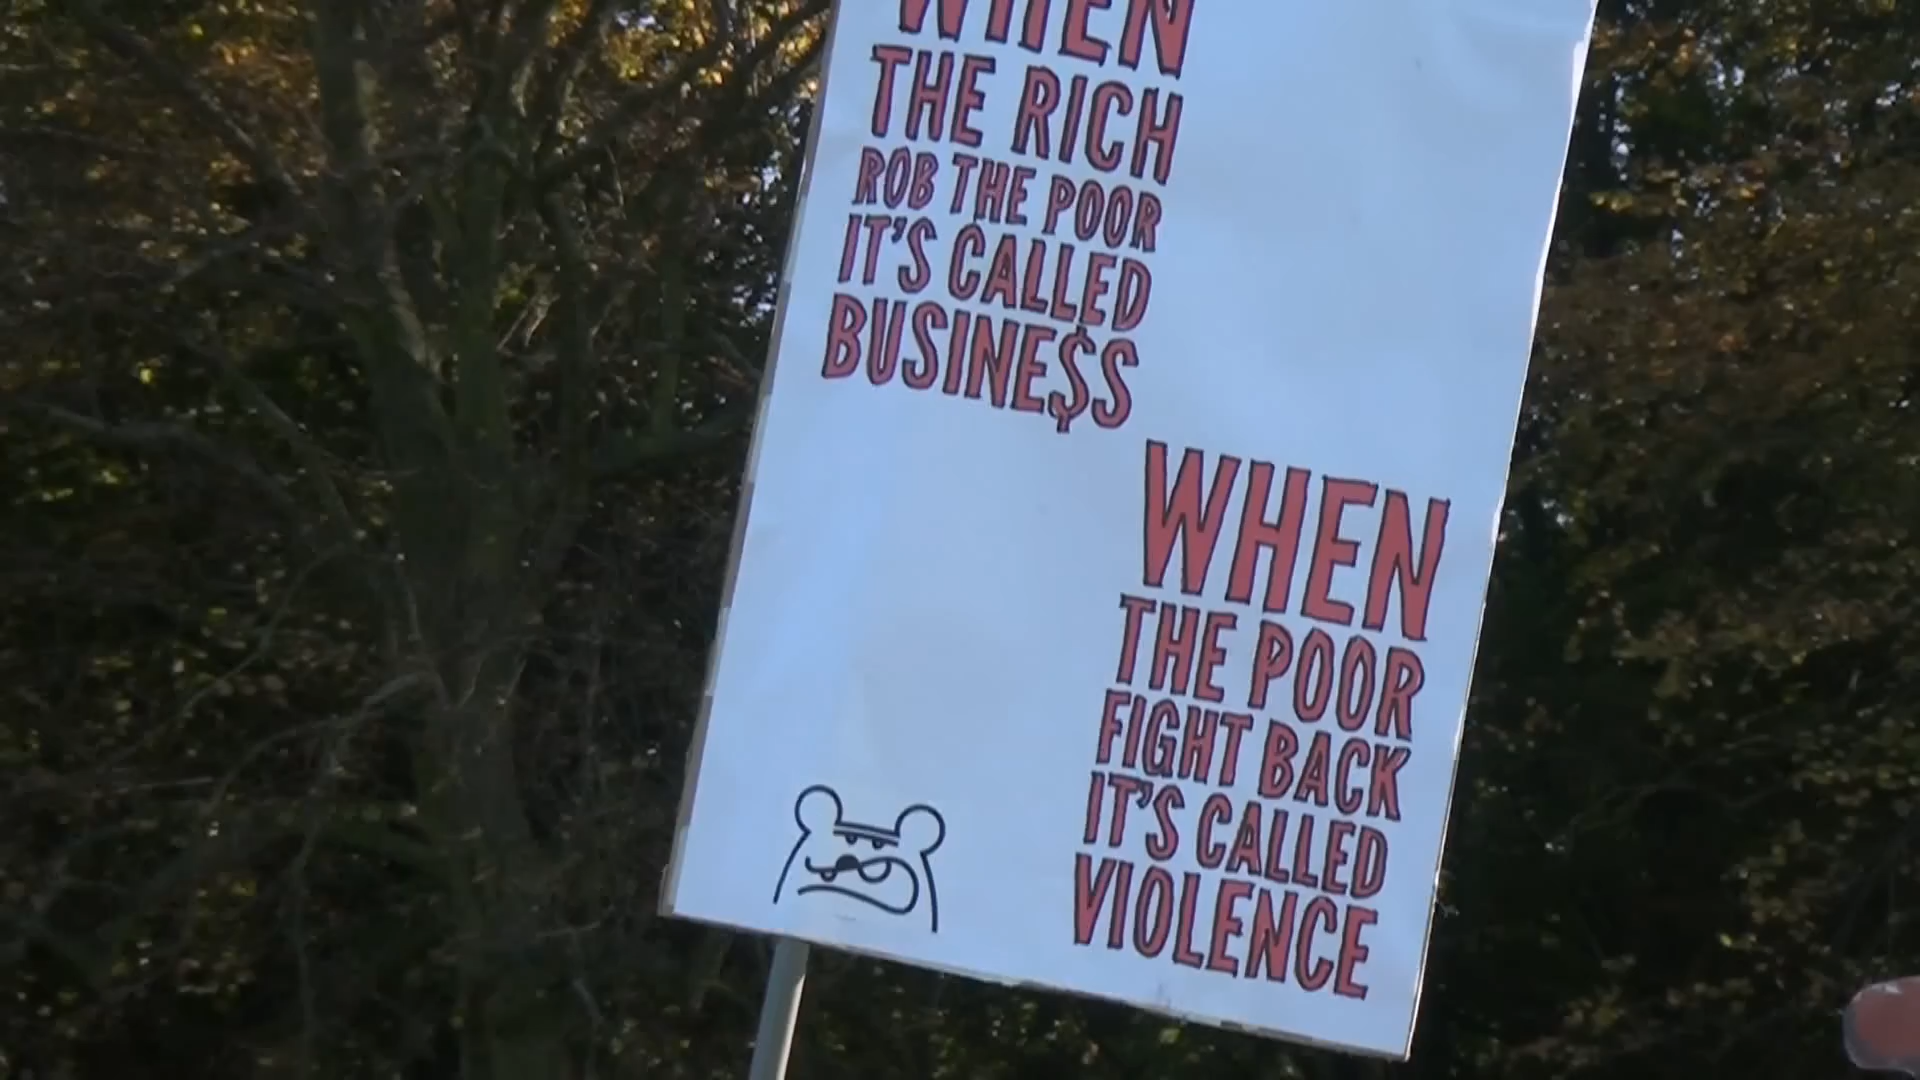 WHEN
THE RICH
ROB THE POOR
IT'S CALLED
BUSINE$S
WHEN
THE POOR
FIGHT BACK
IT'S CALLED
VIOLENCE